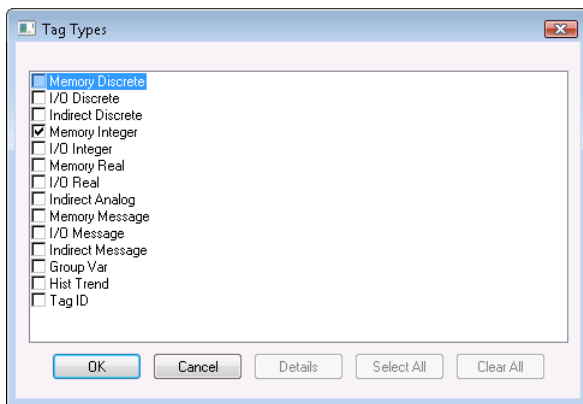 Tag Types
Memory Discrete
I/O Discrete
Indirect Discrete
Memory Integer
I/O Integer
Memory Real
I/O Real
Indirect Analog
Memory Message
I/O Message
Indirect Message
Group Var
Hist Trend
Tag ID
OK Cancel Details Select All Clear All